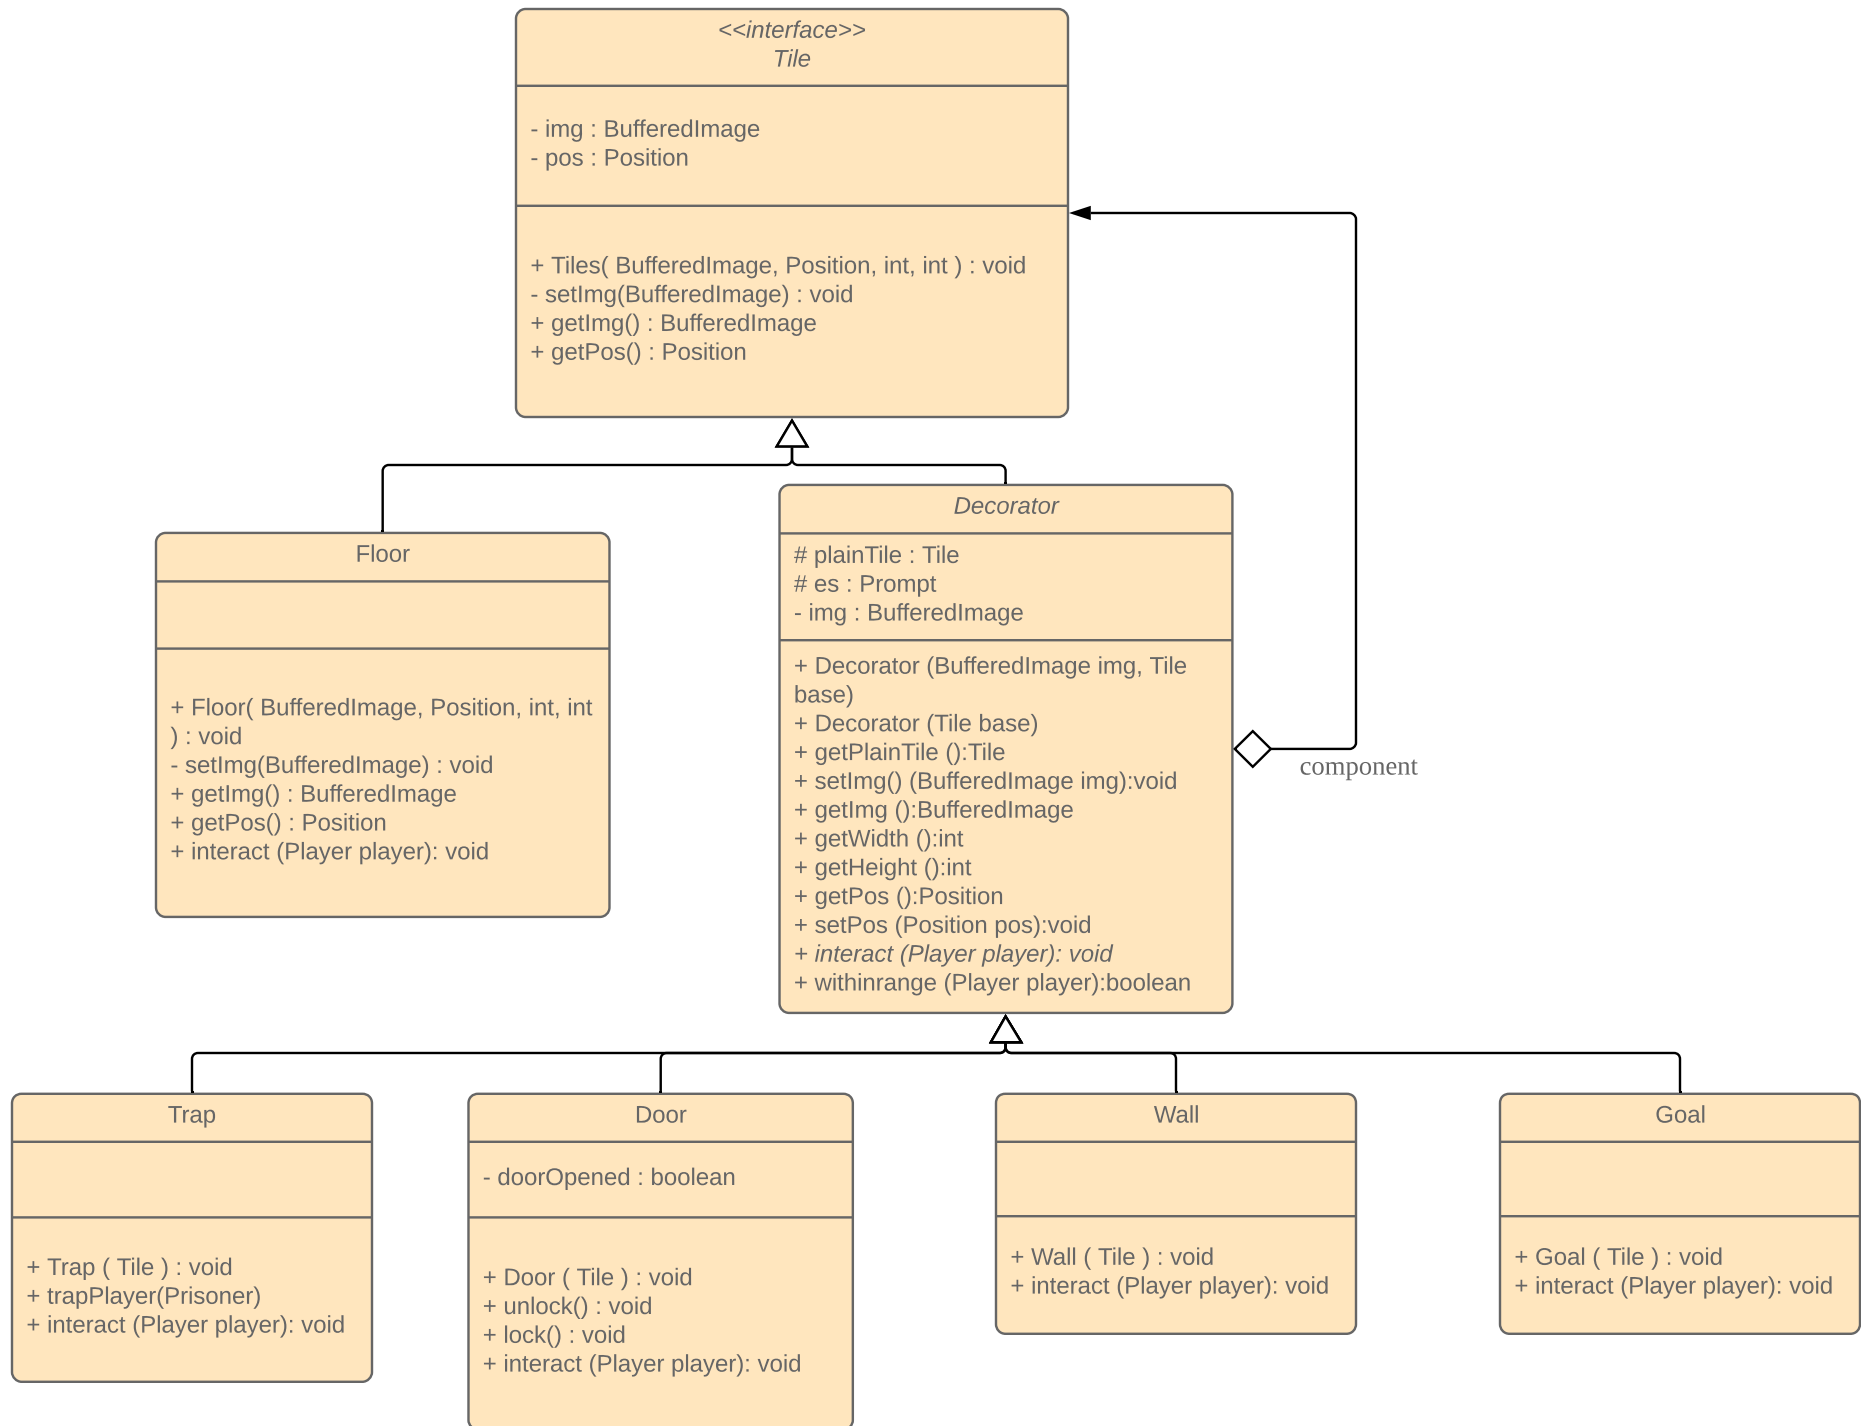 <<interface>>
Tile
- img : BufferedImage
- pos : Position
+ Tiles( BufferedImage, Position, int, int ) : void
- setImg(BufferedImage) : void
+ getImg() : BufferedImage
+ getPos() : Position
Floor
+ Floor( BufferedImage, Position, int, int
) : void
- setImg(BufferedImage) : void
+ getImg() : BufferedImage
+ getPos() : Position
+ interact (Player player): void
Decorator
# plainTile : Tile
# es : Prompt
- img : BufferedImage
+ Decorator (BufferedImage img, Tile
base)
+ Decorator (Tile base)
+ getPlainTile ():Tile
+ setImg() (BufferedImage img):void
+ getImg ():BufferedImage
+ getWidth ():int
+ getHeight ():int
+ getPos ():Position
+ setPos (Position pos):void
+ interact (Player player): void
+ withinrange (Player player):boolean
component
Trap
+ Trap ( Tile ) : void
+ trapPlayer(Prisoner)
+ interact (Player player): void
Door
- doorOpened : boolean
+ Door ( Tile ) : void
+ unlock() : void
+ lock() : void
+ interact (Player player): void
Wall
+ Wall ( Tile ) : void
+ interact (Player player): void
Goal
+ Goal ( Tile ) : void
+ interact (Player player): void